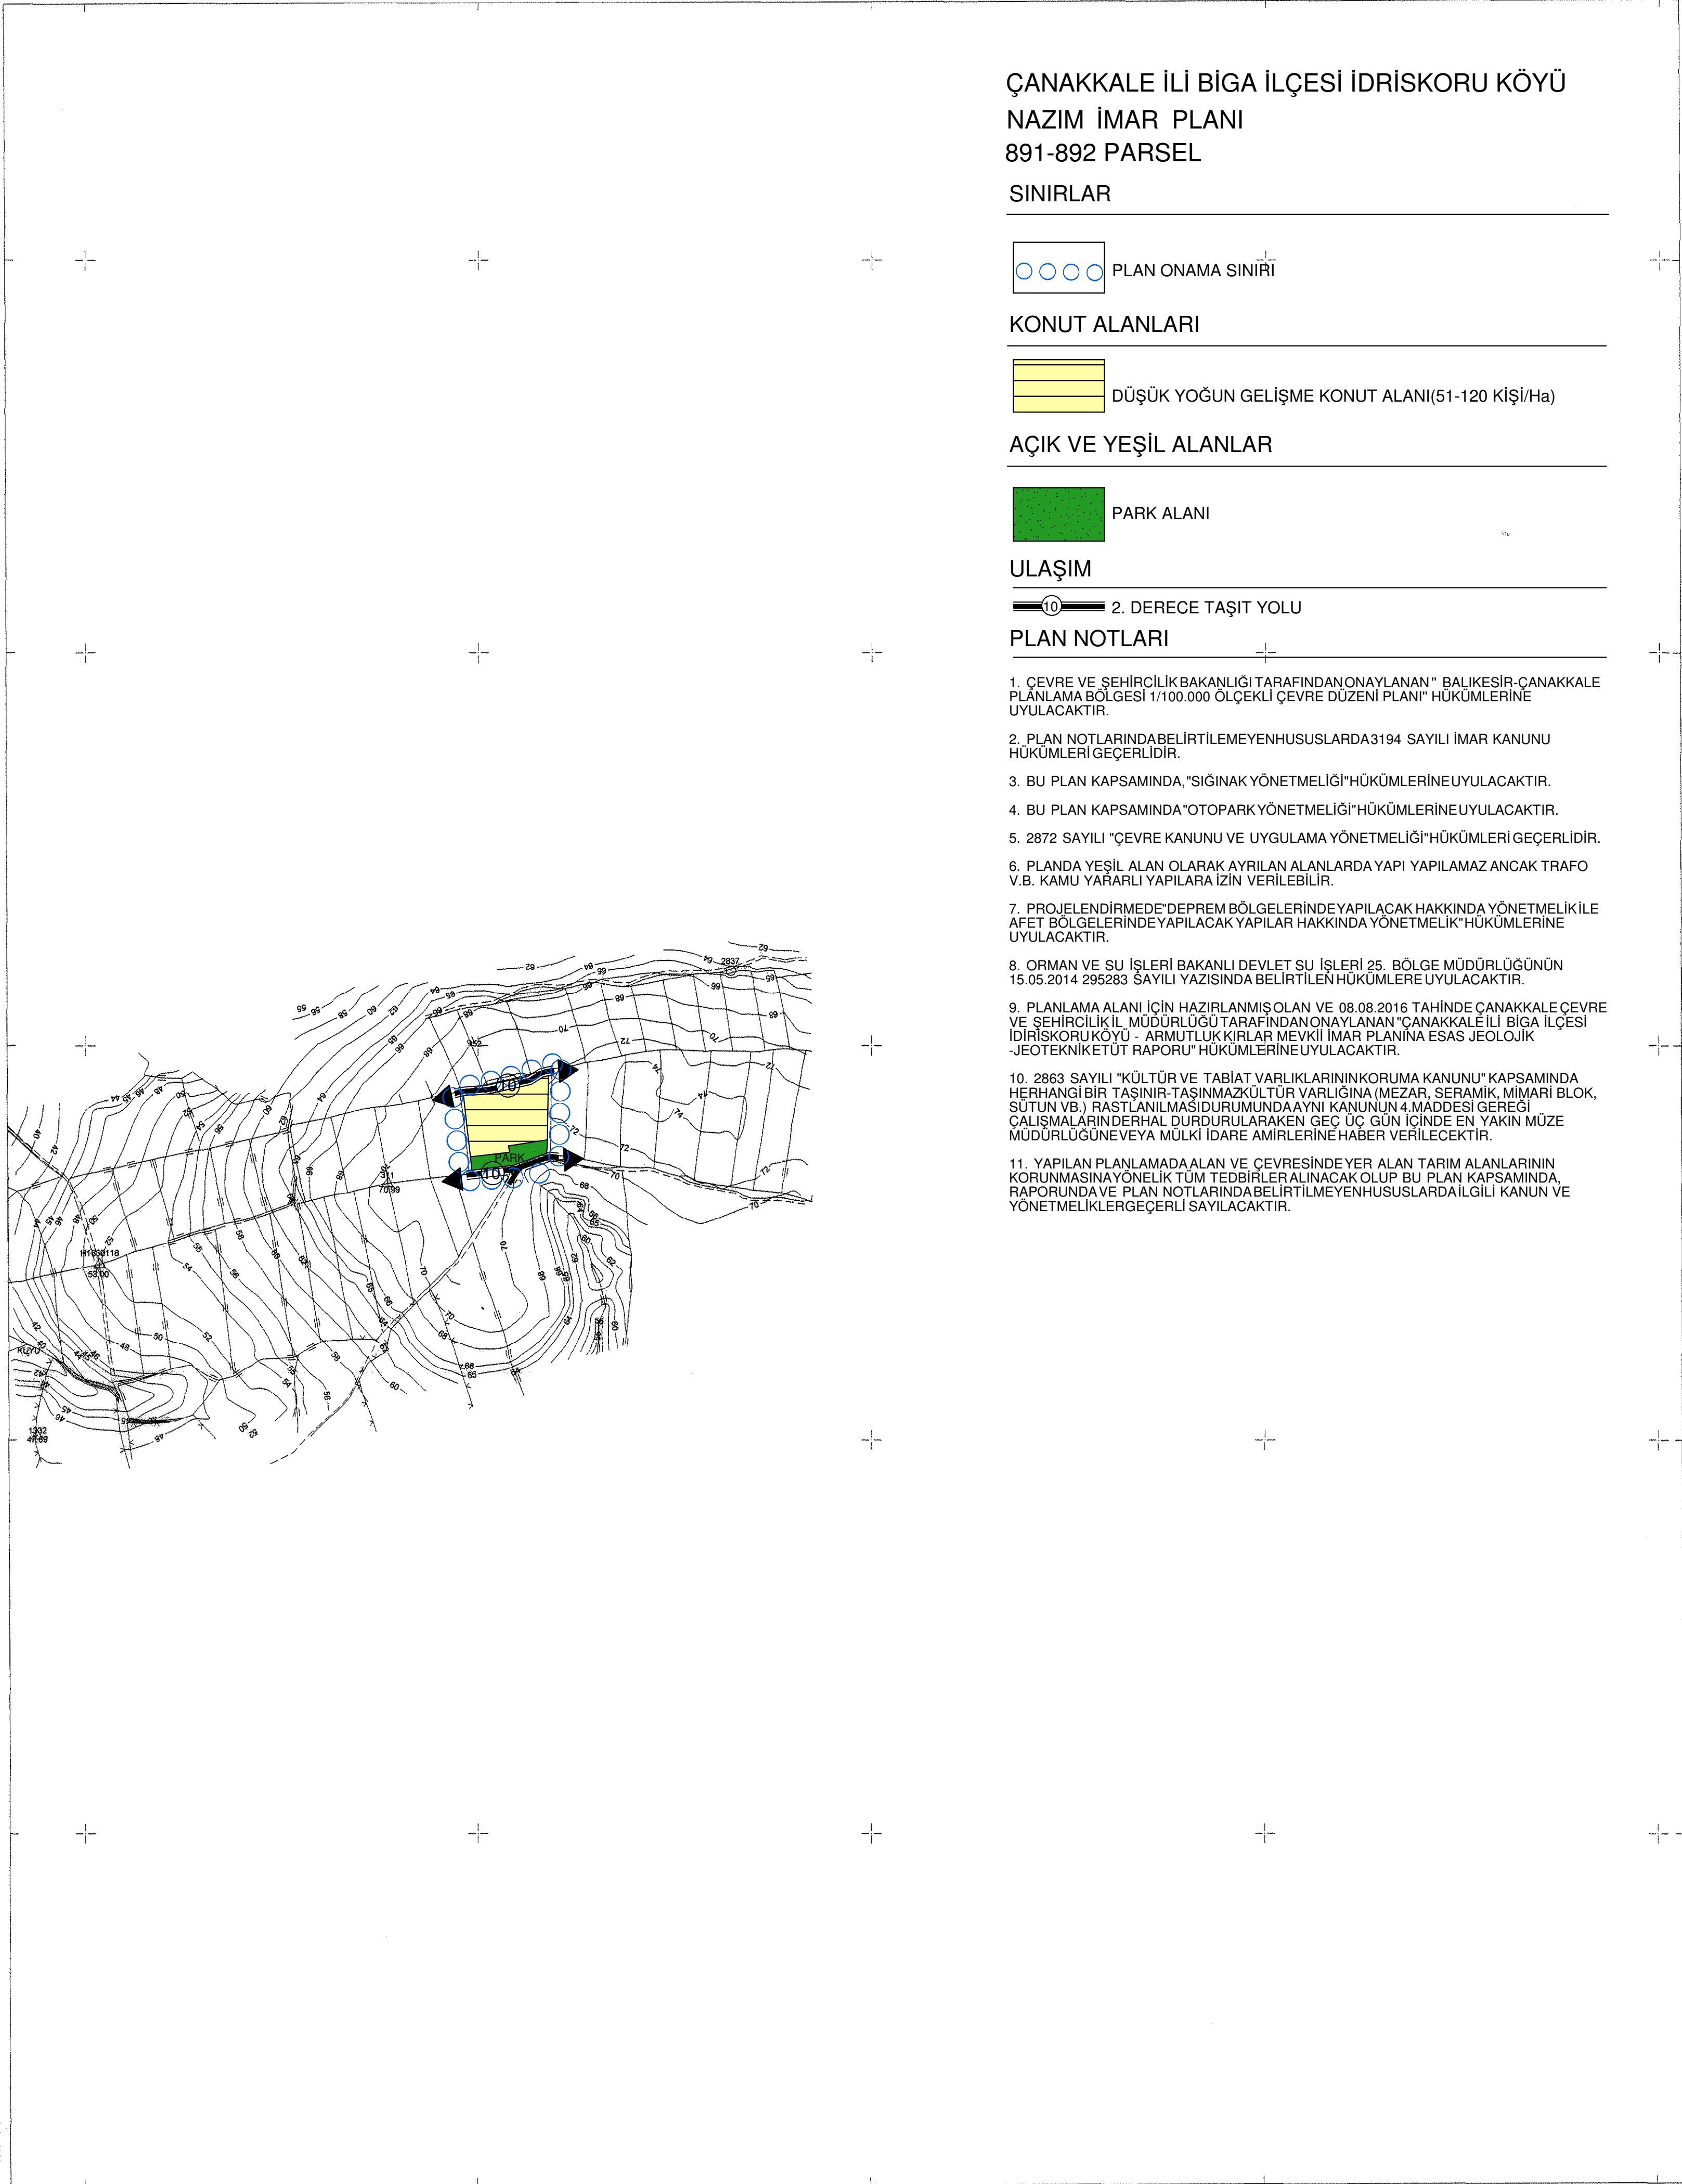 ÇANAKKALE İLİ BİGA İLÇESİ İDRİSKORU KÖYÜ
NAZIM İMAR PLANI
891-892 PARSEL
SINIRLAR
PLAN ONAMA SINIRI
KONUT ALANLARI
DÜŞÜK YOĞUN GELİŞME KONUT ALANI(51-120 KİŞİ/Ha)
AÇIK VE YEŞİL ALANLAR
PARK ALANI
ULAŞIM
10 2. DERECE TAŞIT YOLU
PLAN NOTLARI
1. ÇEVRE VE ŞEHİRCİLİK BAKANLIĞI TARAFINDAN ONAYLANAN " BALIKESİR-ÇANAKKALE
PLANLAMA BÖLGESİ 1/100.000 ÖLÇEKLİ ÇEVRE DÜZENİ PLANI" HÜKÜMLERİNE
UYULACAKTIR.
2. PLAN NOTLARINDA BELİRTİLEMEYEN HUSUSLARDA 3194 SAYILI İMAR KANUNU
HÜKÜMLERİ GEÇERLİDİR.
3. BU PLAN KAPSAMINDA, "SIĞINAK YÖNETMELİĞİ" HÜKÜMLERİNE UYULACAKTIR.
4. BU PLAN KAPSAMINDA "OTOPARK YÖNETMELİĞİ" HÜKÜMLERİNE UYULACAKTIR.
5. 2872 SAYILI "ÇEVRE KANUNU VE UYGULAMA YÖNETMELİĞİ" HÜKÜMLERİ GEÇERLİDİR.
6. PLANDA YEŞİL ALAN OLARAK AYRILAN ALANLARDA YAPI YAPILAMAZ ANCAK TRAFO
V.B. KAMU YARARLI YAPILARA İZİN VERİLEBİLİR.
7. PROJELENDİRMEDE "DEPREM BÖLGELERİNDE YAPILACAK HAKKINDA YÖNETMELİK İLE
AFET BÖLGELERİNDE YAPILACAK YAPILAR HAKKINDA YÖNETMELİK" HÜKÜMLERİNE
UYULACAKTIR.
8. ORMAN VE SU İŞLERİ BAKANLI DEVLET SU İŞLERİ 25. BÖLGE MÜDÜRLÜĞÜNÜN
15.05.2014 295283 SAYILI YAZISINDA BELİRTİLEN HÜKÜMLERE UYULACAKTIR.
9. PLANLAMA ALANI İÇİN HAZIRLANMIŞ OLAN VE 08.08.2016 TAHİNDE ÇANAKKALE ÇEVRE
VE ŞEHİRCİLİK İL MÜDÜRLÜĞÜ TARAFINDAN ONAYLANAN "ÇANAKKALE İLİ BİGA İLÇESİ
İDİRİSKORU KÖYÜ - ARMUTLUK KIRLAR MEVKİİ İMAR PLANINA ESAS JEOLOJİK
-JEOTEKNİK ETÜT RAPORU" HÜKÜMLERİNE UYULACAKTIR.
10. 2863 SAYILI "KÜLTÜR VE TABİAT VARLIKLARININ KORUMA KANUNU" KAPSAMINDA
HERHANGİ BİR TAŞINIR-TAŞINMAZ KÜLTÜR VARLIĞINA (MEZAR, SERAMİK, MİMARİ BLOK,
SÜTUN VB.) RASTLANILMASI DURUMUNDA AYNI KANUNUN 4.MADDESİ GEREĞİ
ÇALIŞMALARIN DERHAL DURDURULARAK EN GEÇ ÜÇ GÜN İÇİNDE EN YAKIN MÜZE
MÜDÜRLÜĞÜNE VEYA MÜLKİ İDARE AMİRLERİNE HABER VERİLECEKTİR.
11. YAPILAN PLANLAMADA ALAN VE ÇEVRESİNDE YER ALAN TARIM ALANLARININ
KORUNMASINA YÖNELİK TÜM TEDBİRLER ALINACAK OLUP BU PLAN KAPSAMINDA,
RAPORUNDA VE PLAN NOTLARINDA BELİRTİLMEYEN HUSUSLARDA İLGİLİ KANUN VE
YÖNETMELİKLER GEÇERLİ SAYILACAKTIR.
2837
10
PARK
10
70.99
H1630118
53.00
KUYU
1332